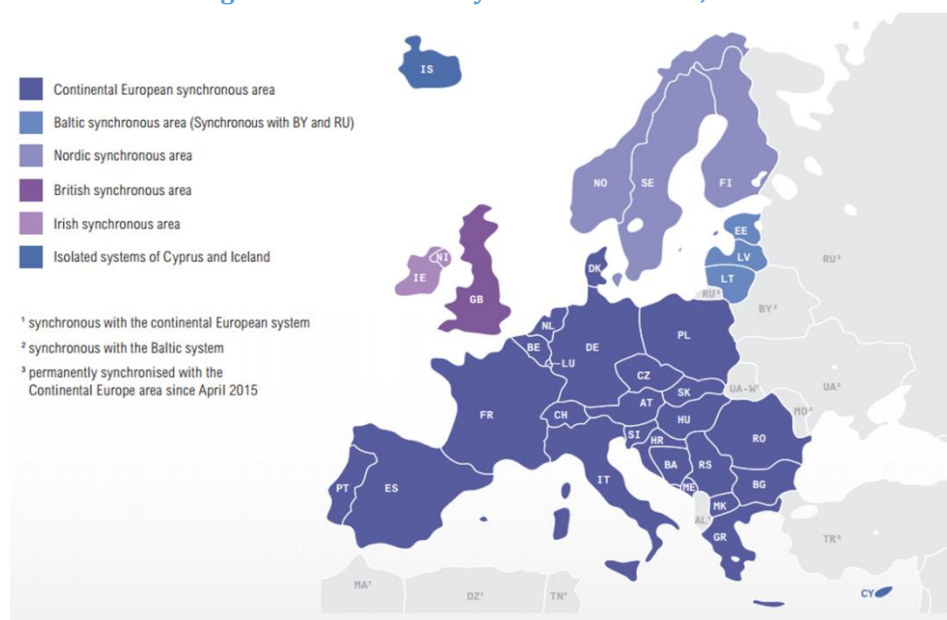 Continental European synchronous area
Baltic synchronous area (Synchronous with BY and RU)
Nordic synchronous area
British synchronous area
Irish synchronous area
Isolated systems of Cyprus and Iceland
¹ synchronous with the continental European system
² synchronous with the Baltic system
³ permanently synchronised with the
Continental Europe area since April 2015
IS
NO
SE
FI
EE
LV
LT
RU²
DK
NI
IE
GB
BY²
NL
BE
DE
PL
LU
CZ
SK
UA-W¹
UA²
MD²
FR
CH
AT
HU
SI
HR
RO
BA
RS
IT
ME
BG
PT
ES
MK
AL¹
GR
TR³
MA¹
DZ¹
TN¹
CY